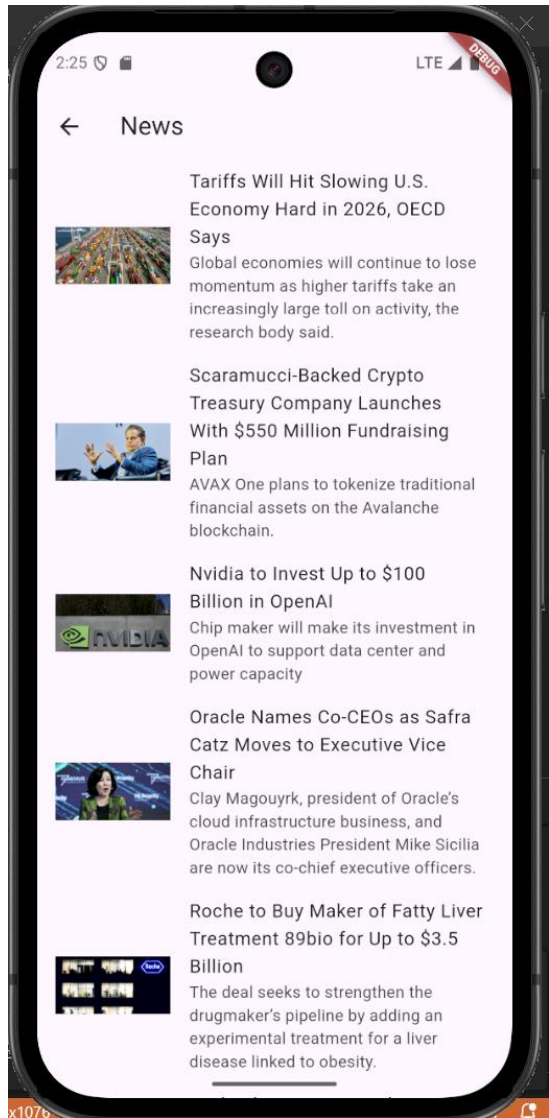 2:25
LTE
DEBUG
News
Tariffs Will Hit Slowing U.S.
Economy Hard in 2026, OECD
Says
Global economies will continue to lose
momentum as higher tariffs take an
increasingly large toll on activity, the
research body said.
Scaramucci-Backed Crypto
Treasury Company Launches
With $550 Million Fundraising
Plan
AVAX One plans to tokenize traditional
financial assets on the Avalanche
blockchain.
Nvidia to Invest Up to $100
Billion in OpenAI
NVIDIA
Chip maker will make its investment in
OpenAI to support data center and
power capacity
Oracle Names Co-CEOs as Safra
Catz Moves to Executive Vice
Chair
Clay Magouyrk, president of Oracle’s
cloud infrastructure business, and
Oracle Industries President Mike Sicilia
are now its co-chief executive officers.
Roche to Buy Maker of Fatty Liver
Treatment 89bio for Up to $3.5
Billion
Roche
The deal seeks to strengthen the
drugmaker’s pipeline by adding an
experimental treatment for a liver
disease linked to obesity.
x1076